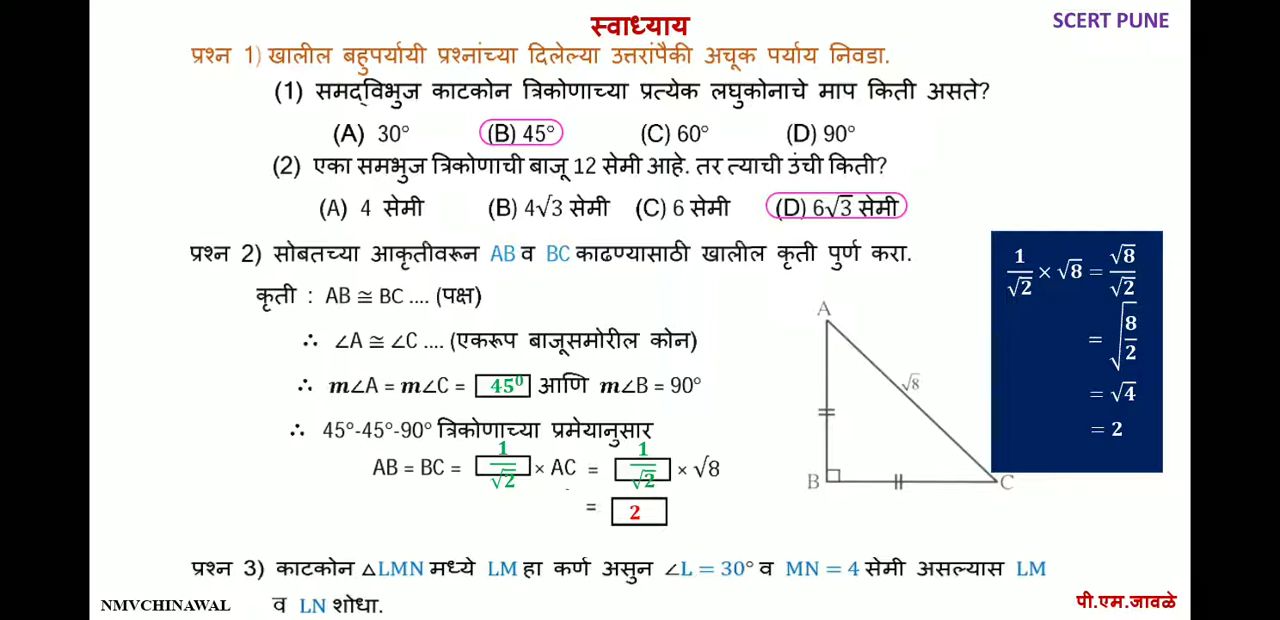 स्वाध्याय
SCERT PUNE
प्रश्न 1) खालील बहुपर्यायी प्रश्नांच्या दिलेल्या उत्तरांपैकी अचूक पर्याय निवडा.
(1) समद्‌विभुज काटकोन त्रिकोणाच्या प्रत्येक लघुकोनाचे माप किती असते?
(A) 30° (B) 45° (C) 60° (D) 90°
(2) एका समभुज त्रिकोणाची बाजू 12 सेमी आहे. तर त्याची उंची किती?
(A) 4 सेमी (B) 4√3 सेमी (C) 6 सेमी (D) 6√3 सेमी
प्रश्न 2) सोबतच्या आकृतीवरून AB व BC काढण्यासाठी खालील कृती पुर्ण करा.
कृती : AB ≅ BC .... (पक्ष)
∴ ∠A ≅ ∠C .... (एकरूप बाजूसमोरील कोन)
∴ m∠A = m∠C = 45⁰ आणि m∠B = 90°
∴ 45°-45°-90° त्रिकोणाच्या प्रमेयानुसार
AB = BC = 1/√2 × AC = 1/√2 × √8
= 2
A
√8
B
C
1/√2 × √8 = √8/√2
= √(8/2)
= √4
= 2
प्रश्न 3) काटकोन △LMN मध्ये LM हा कर्ण असुन ∠L = 30° व MN = 4 सेमी असल्यास LM
व LN शोधा.
NMVCHINAWAL
पी.एम.जावळे